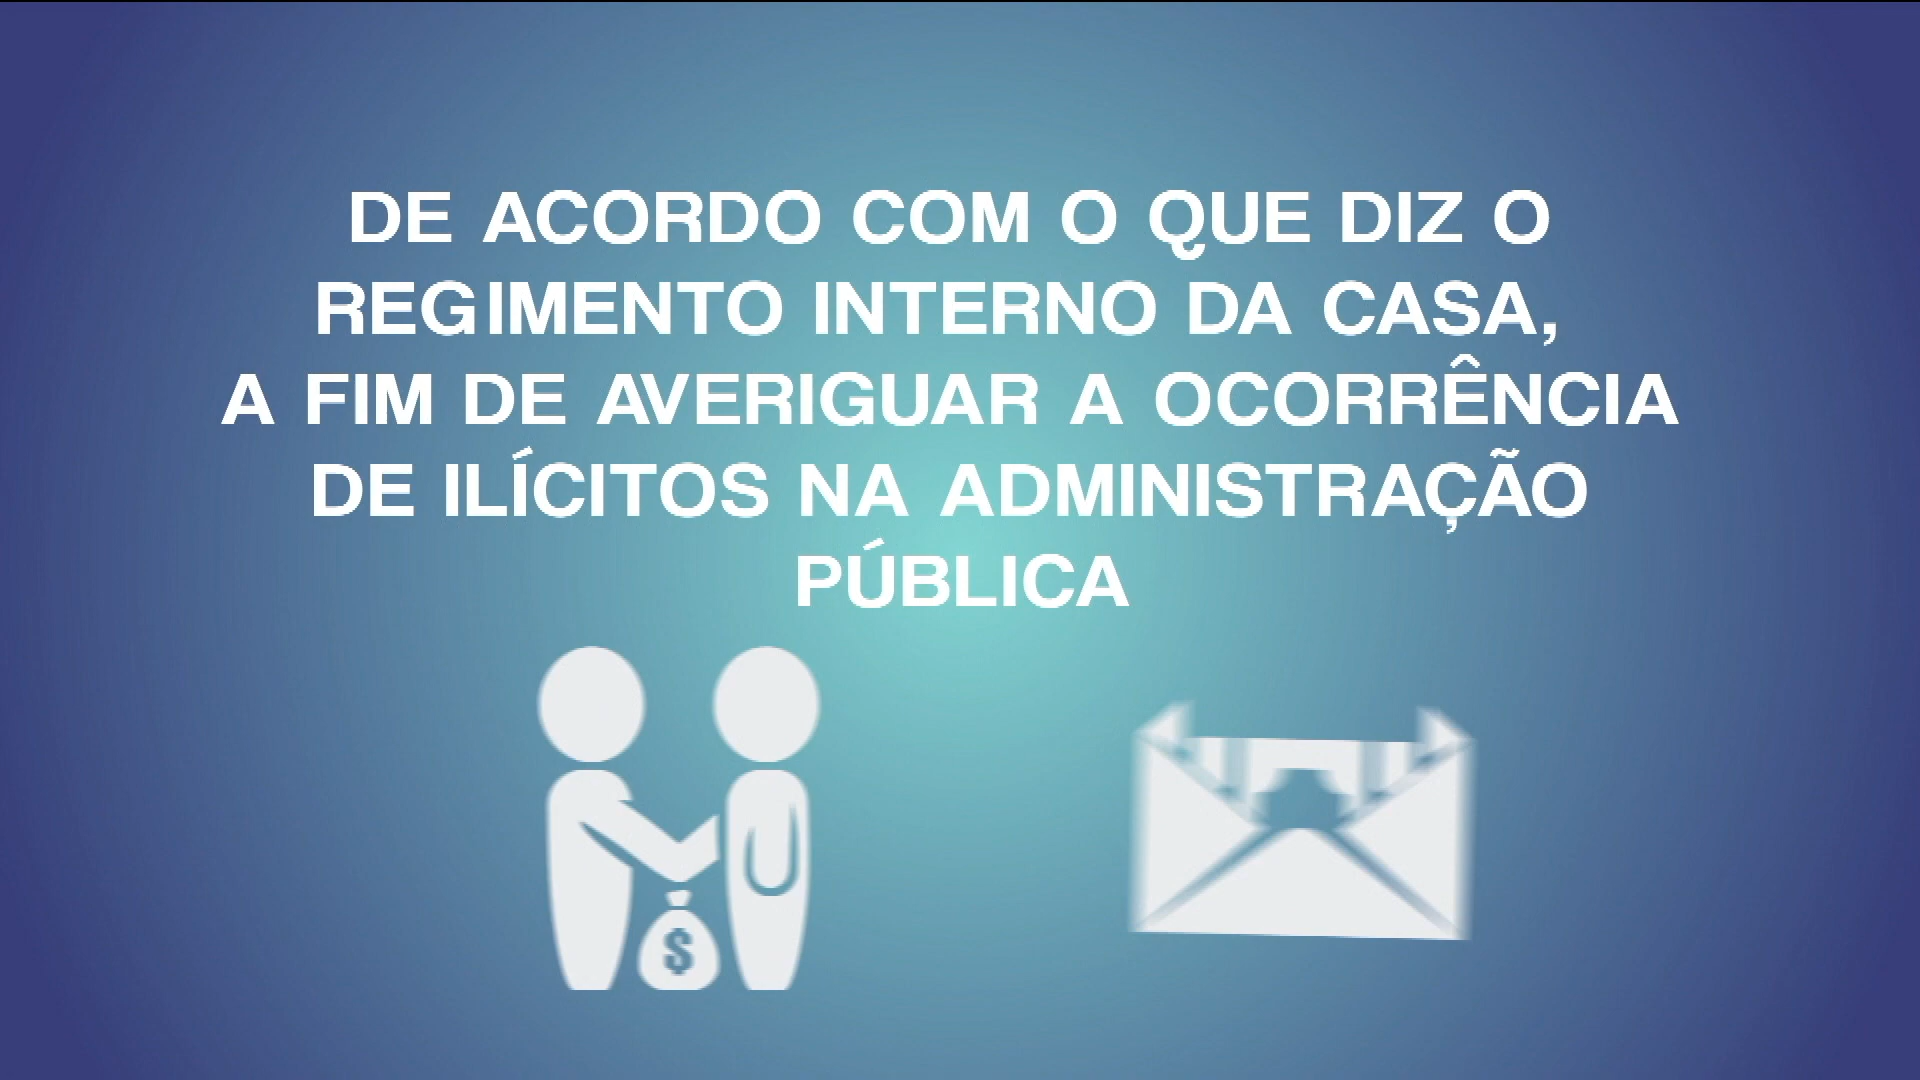 DE ACORDO COM O QUE DIZ O
REGIMENTO INTERNO DA CASA,
A FIM DE AVERIGUAR A OCORRÊNCIA
DE ILÍCITOS NA ADMINISTRAÇÃO
PÚBLICA
$